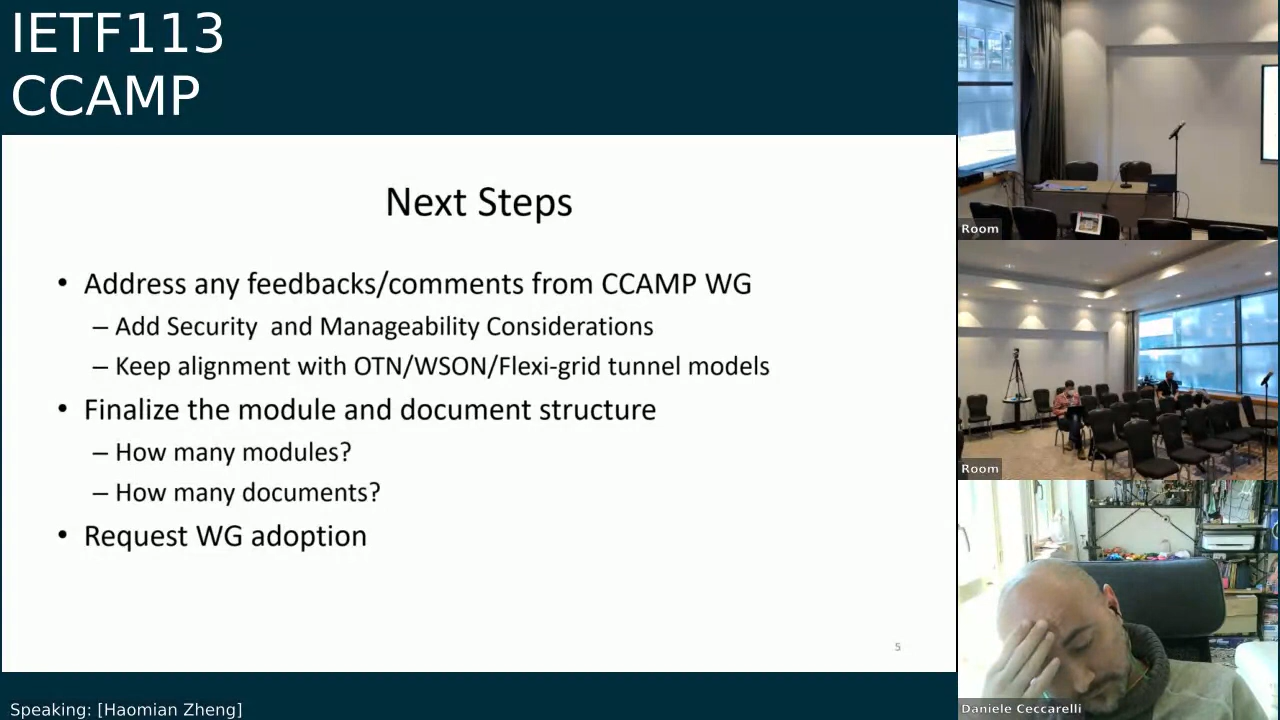 IETF113
CCAMP
Next Steps
• Address any feedbacks/comments from CCAMP WG
– Add Security  and Manageability Considerations
– Keep alignment with OTN/WSON/Flexi-grid tunnel models
• Finalize the module and document structure
– How many modules?
– How many documents?
• Request WG adoption
5
Speaking: [Haomian Zheng]
Room
Room
Daniele Ceccarelli